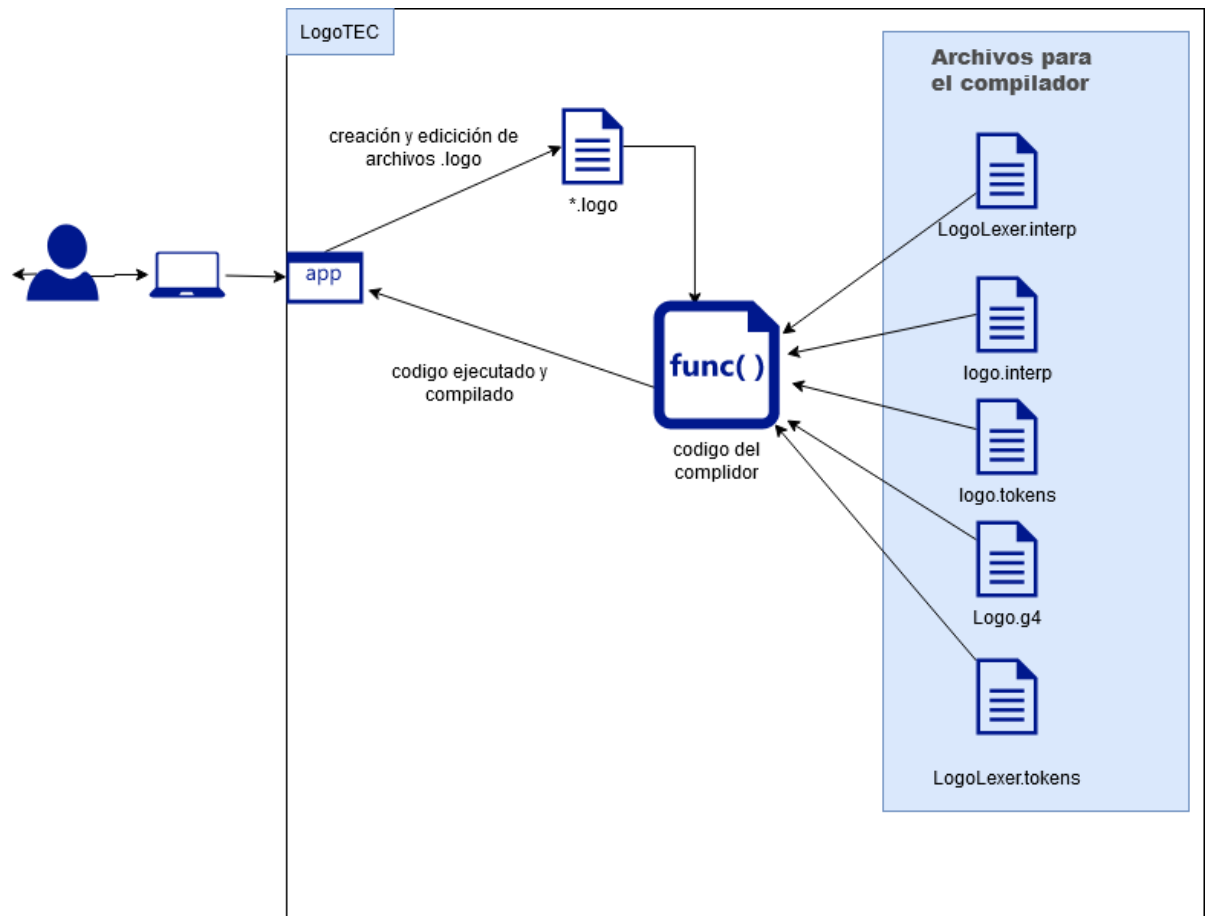 LogoTEC
Archivos para
el compilador
creación y edicición de
archivos .logo
*.logo
LogoLexer.interp
app
logo.interp
func( )
codigo ejecutado y
compilado
codigo del
complidor
logo.tokens
Logo.g4
LogoLexer.tokens